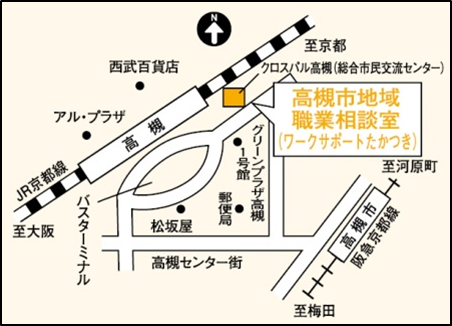 N
至京都
西武百貨店
クロスパル高槻(総合市民交流センター)
高槻市地域
職業相談室
(ワークサポートたかつき)
アル・プラザ
高槻
JR京都線
至大阪
バスターミナル
松坂屋
郵便局
グリーンプラザ高槻
1号館
高槻センター街
至河原町
高槻市
阪急京都線
至梅田